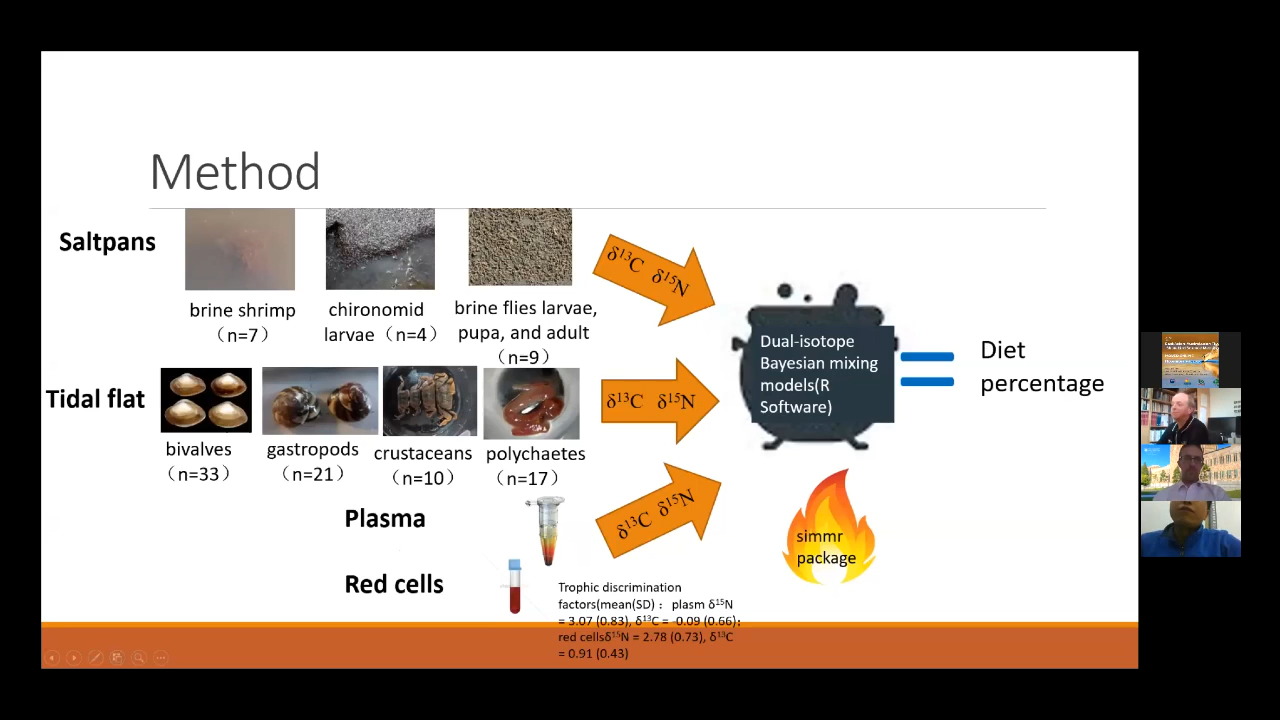 Method
Saltpans
brine shrimp
（n=7）
chironomid
larvae（n=4）
brine flies larvae,
pupa, and adult
（n=9）
δ¹³C δ¹⁵N
Tidal flat
bivalves
（n=33）
gastropods
（n=21）
crustaceans
（n=10）
polychaetes
（n=17）
δ¹³C δ¹⁵N
Dual-isotope
Bayesian mixing
models(R
Software)
Diet
percentage
Plasma
Red cells
δ¹³C δ¹⁵N
simmr
package
Trophic discrimination
factors(mean(SD)： plasm δ¹⁵N
= 3.07 (0.83), δ¹³C = -0.09 (0.66);
red cellsδ¹⁵N = 2.78 (0.73), δ¹³C
= 0.91 (0.43)